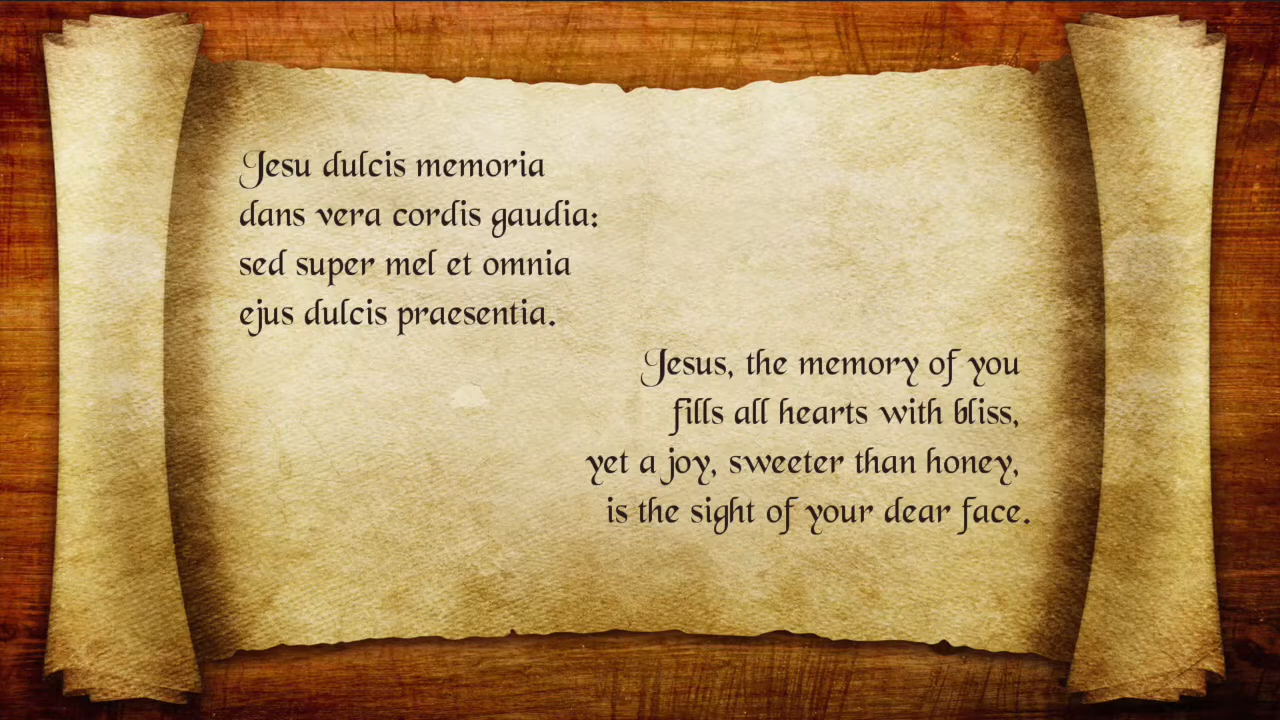 Jesu dulcis memoria
dans vera cordis gaudia:
sed super mel et omnia
ejus dulcis praesentia.
Jesus, the memory of you
fills all hearts with bliss,
yet a joy, sweeter than honey,
is the sight of your dear face.